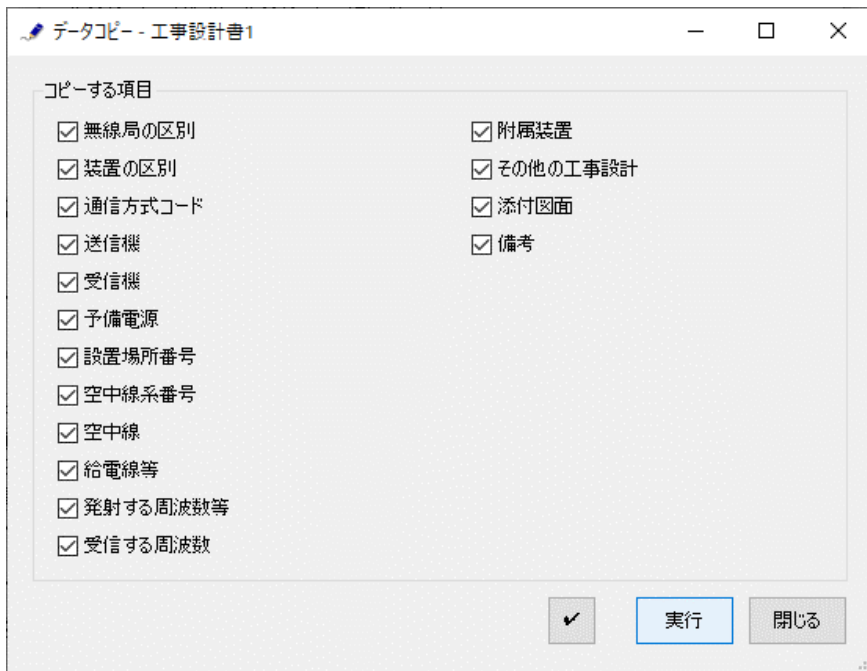 データコピー - 工事設計書1
コピーする項目
無線局の区別
装置の区別
通信方式コード
送信機
受信機
予備電源
設置場所番号
空中線系番号
空中線
給電線等
発射する周波数等
受信する周波数
附属装置
その他の工事設計
添付図面
備考
実行
閉じる